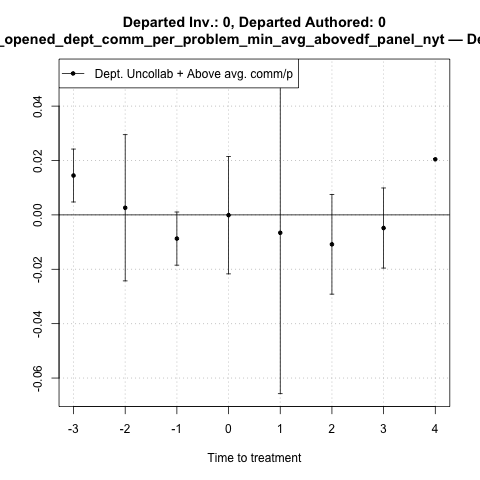 Departed Inv.: 0, Departed Authored: 0
_opened_dept_comm_per_problem_min_avg_abovedf_panel_nyt — De
Dept. Uncollab + Above avg. comm/p
0.04
0.02
0.00
-0.02
-0.04
-0.06
-3 -2 -1 0 1 2 3 4
Time to treatment